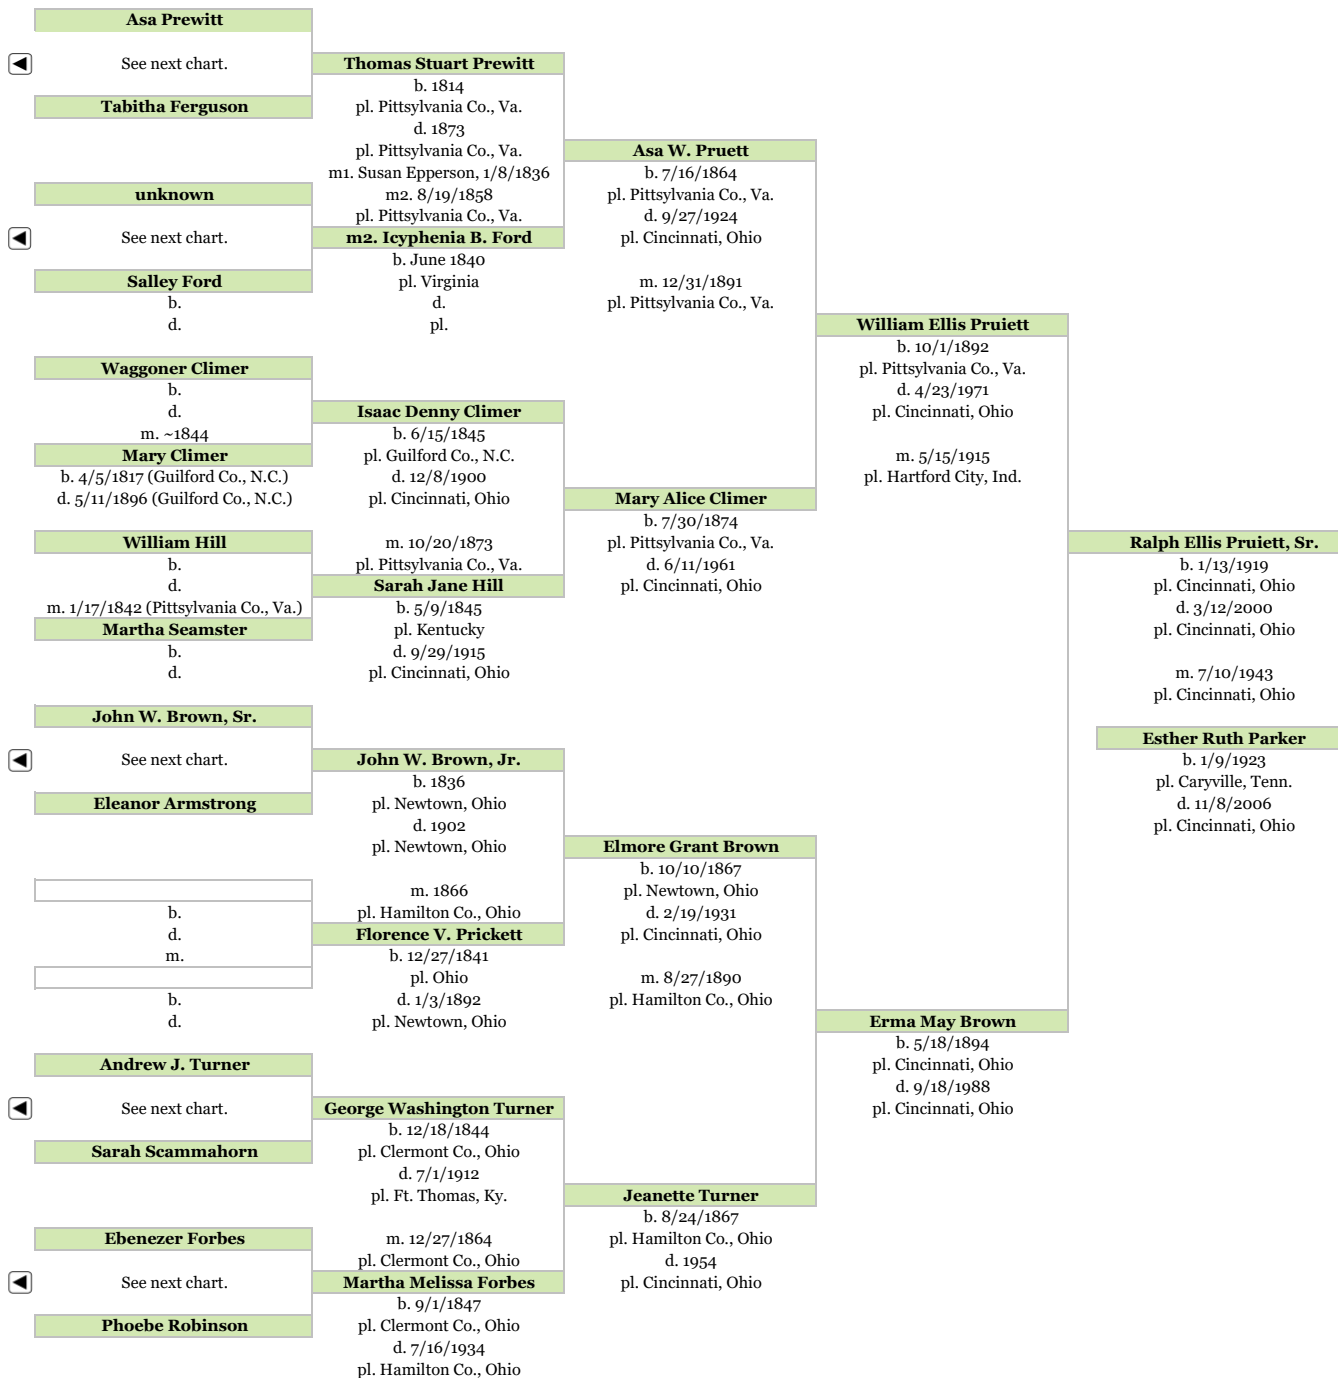 Asa Prewitt
See next chart.
Tabitha Ferguson
unknown
See next chart.
Salley Ford
b.
d.
Waggoner Climer
b.
d.
m. ~1844
Mary Climer
b. 4/5/1817 (Guilford Co., N.C.)
d. 5/11/1896 (Guilford Co., N.C.)
William Hill
b.
d.
m. 1/17/1842 (Pittsylvania Co., Va.)
Martha Seamster
b.
d.
John W. Brown, Sr.
See next chart.
Eleanor Armstrong
b.
d.
m.
b.
d.
Andrew J. Turner
See next chart.
Sarah Scammahorn
Ebenezer Forbes
See next chart.
Phoebe Robinson
Thomas Stuart Prewitt
b. 1814
pl. Pittsylvania Co., Va.
d. 1873
pl. Pittsylvania Co., Va.
m1. Susan Epperson, 1/8/1836
m2. 8/19/1858
pl. Pittsylvania Co., Va.
m2. Icyphenia B. Ford
b. June 1840
pl. Virginia
d.
pl.
Isaac Denny Climer
b. 6/15/1845
pl. Guilford Co., N.C.
d. 12/8/1900
pl. Cincinnati, Ohio
m. 10/20/1873
pl. Pittsylvania Co., Va.
Sarah Jane Hill
b. 5/9/1845
pl. Kentucky
d. 9/29/1915
pl. Cincinnati, Ohio
John W. Brown, Jr.
b. 1836
pl. Newtown, Ohio
d. 1902
pl. Newtown, Ohio
m. 1866
pl. Hamilton Co., Ohio
Florence V. Prickett
b. 12/27/1841
pl. Ohio
d. 1/3/1892
pl. Newtown, Ohio
George Washington Turner
b. 12/18/1844
pl. Clermont Co., Ohio
d. 7/1/1912
pl. Ft. Thomas, Ky.
m. 12/27/1864
pl. Clermont Co., Ohio
Martha Melissa Forbes
b. 9/1/1847
pl. Clermont Co., Ohio
d. 7/16/1934
pl. Hamilton Co., Ohio
Asa W. Pruett
b. 7/16/1864
pl. Pittsylvania Co., Va.
d. 9/27/1924
pl. Cincinnati, Ohio
m. 12/31/1891
pl. Pittsylvania Co., Va.
Mary Alice Climer
b. 7/30/1874
pl. Pittsylvania Co., Va.
d. 6/11/1961
pl. Cincinnati, Ohio
Elmore Grant Brown
b. 10/10/1867
pl. Newtown, Ohio
d. 2/19/1931
pl. Cincinnati, Ohio
m. 8/27/1890
pl. Hamilton Co., Ohio
Jeanette Turner
b. 8/24/1867
pl. Hamilton Co., Ohio
d. 1954
pl. Cincinnati, Ohio
William Ellis Pruiett
b. 10/1/1892
pl. Pittsylvania Co., Va.
d. 4/23/1971
pl. Cincinnati, Ohio
m. 5/15/1915
pl. Hartford City, Ind.
Erma May Brown
b. 5/18/1894
pl. Cincinnati, Ohio
d. 9/18/1988
pl. Cincinnati, Ohio
Ralph Ellis Pruiett, Sr.
b. 1/13/1919
pl. Cincinnati, Ohio
d. 3/12/2000
pl. Cincinnati, Ohio
m. 7/10/1943
pl. Cincinnati, Ohio
Esther Ruth Parker
b. 1/9/1923
pl. Caryville, Tenn.
d. 11/8/2006
pl. Cincinnati, Ohio